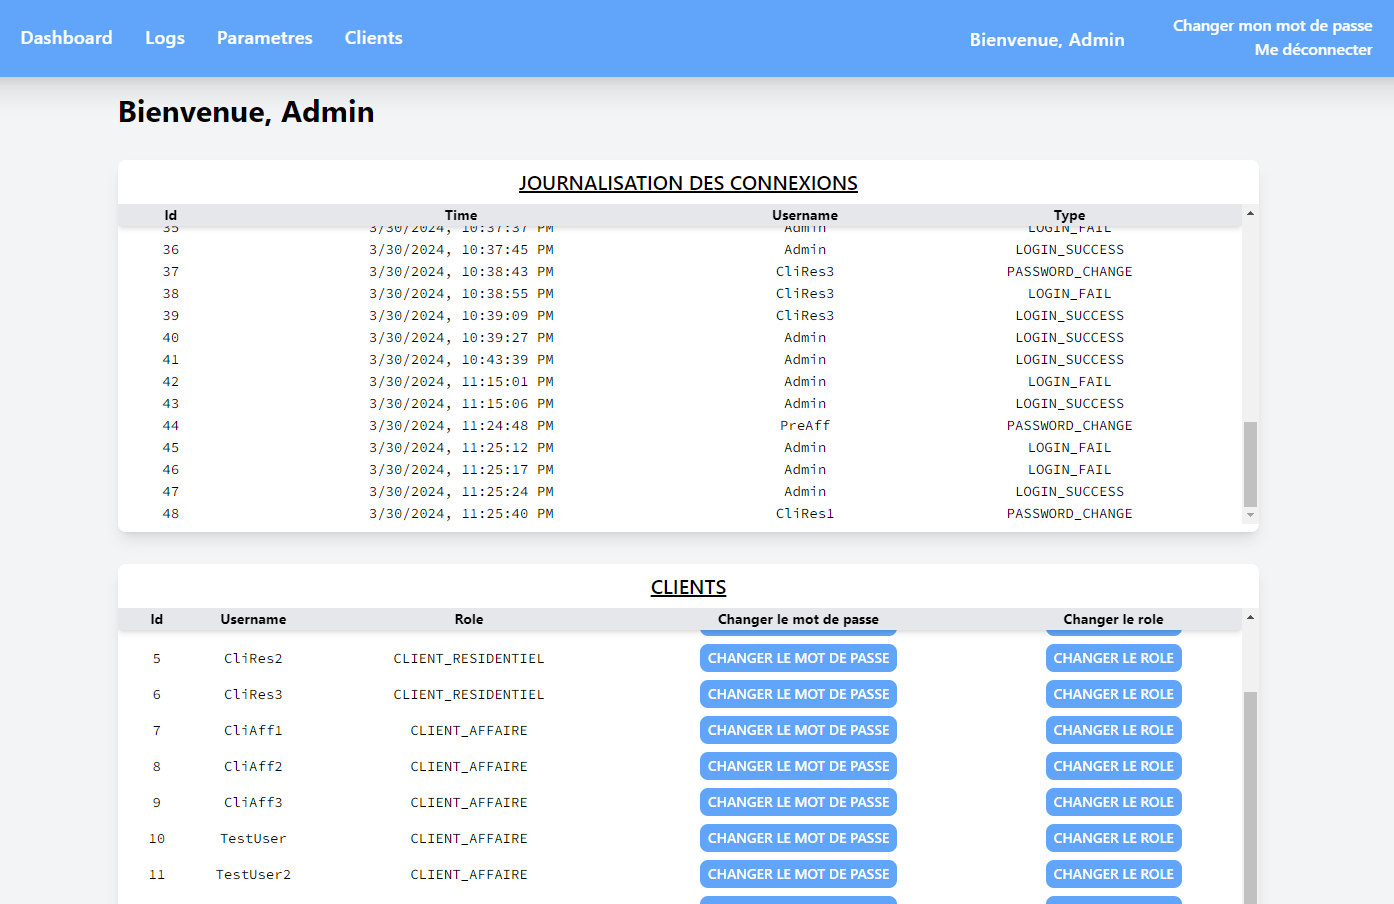 Dashboard Logs Parametres Clients Bienvenue, Admin Changer mon mot de passe
Me déconnecter
Bienvenue, Admin
JOURNALISATION DES CONNEXIONS
Id Time Username Type
35 3/30/2024, 10:37:37 PM Admin LOGIN_FAIL
36 3/30/2024, 10:37:45 PM Admin LOGIN_SUCCESS
37 3/30/2024, 10:38:43 PM CliRes3 PASSWORD_CHANGE
38 3/30/2024, 10:38:55 PM CliRes3 LOGIN_FAIL
39 3/30/2024, 10:39:09 PM CliRes3 LOGIN_SUCCESS
40 3/30/2024, 10:39:27 PM Admin LOGIN_SUCCESS
41 3/30/2024, 10:43:39 PM Admin LOGIN_SUCCESS
42 3/30/2024, 11:15:01 PM Admin LOGIN_FAIL
43 3/30/2024, 11:15:06 PM Admin LOGIN_SUCCESS
44 3/30/2024, 11:24:48 PM PreAff PASSWORD_CHANGE
45 3/30/2024, 11:25:12 PM Admin LOGIN_FAIL
46 3/30/2024, 11:25:17 PM Admin LOGIN_FAIL
47 3/30/2024, 11:25:24 PM Admin LOGIN_SUCCESS
48 3/30/2024, 11:25:40 PM CliRes1 PASSWORD_CHANGE
CLIENTS
Id Username Role Changer le mot de passe Changer le role
5 CliRes2 CLIENT_RESIDENTIEL CHANGER LE MOT DE PASSE CHANGER LE ROLE
6 CliRes3 CLIENT_RESIDENTIEL CHANGER LE MOT DE PASSE CHANGER LE ROLE
7 CliAff1 CLIENT_AFFAIRE CHANGER LE MOT DE PASSE CHANGER LE ROLE
8 CliAff2 CLIENT_AFFAIRE CHANGER LE MOT DE PASSE CHANGER LE ROLE
9 CliAff3 CLIENT_AFFAIRE CHANGER LE MOT DE PASSE CHANGER LE ROLE
10 TestUser CLIENT_AFFAIRE CHANGER LE MOT DE PASSE CHANGER LE ROLE
11 TestUser2 CLIENT_AFFAIRE CHANGER LE MOT DE PASSE CHANGER LE ROLE